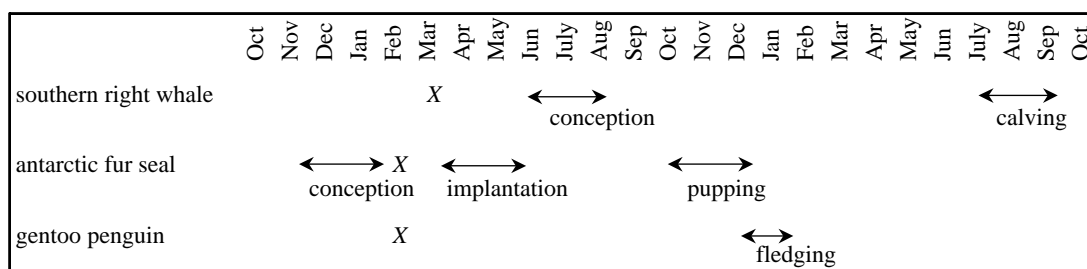 Oct Nov Dec Jan Feb Mar Apr May Jun July Aug Sep Oct Nov Dec Jan Feb Mar Apr May Jun July Aug Sep Oct
southern right whale X
conception calving
antarctic fur seal X
conception implantation pupping
gentoo penguin X
fledging